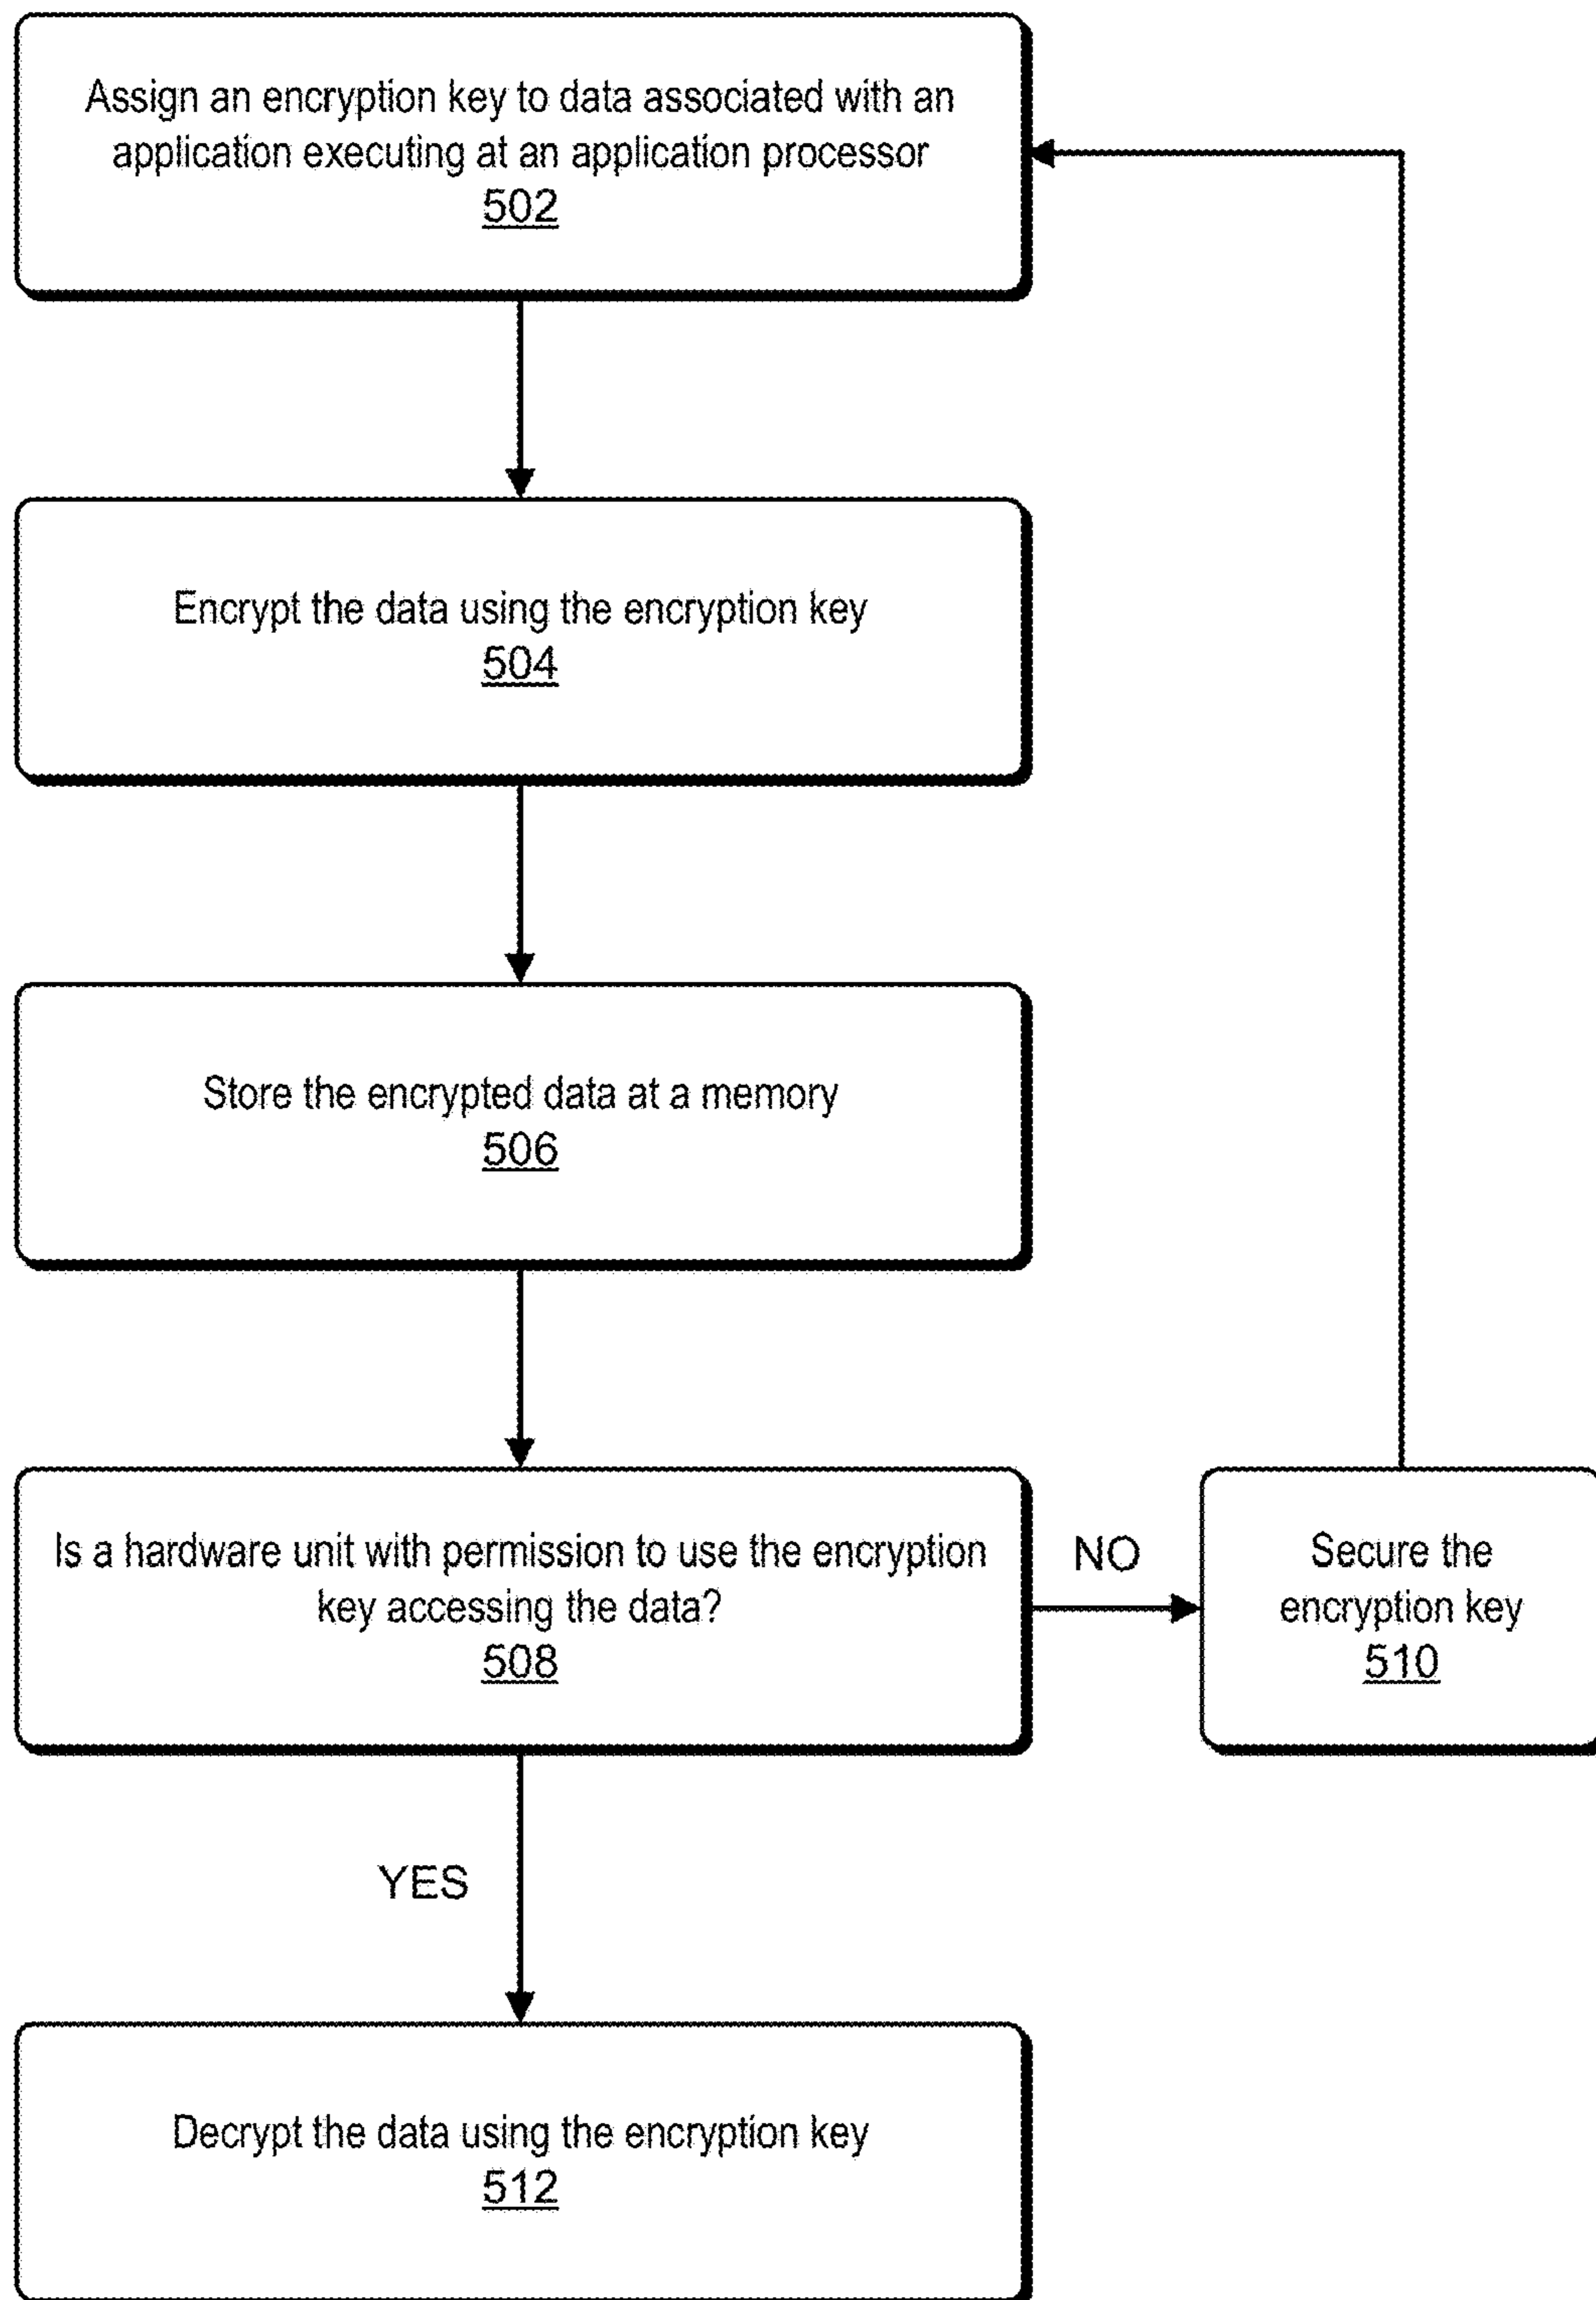 Assign an encryption key to data associated with an
application executing at an application processor
502
Encrypt the data using the encryption key
504
Store the encrypted data at a memory
506
Is a hardware unit with permission to use the encryption
key accessing the data?
508
NO
Secure the
encryption key
510
YES
Decrypt the data using the encryption key
512